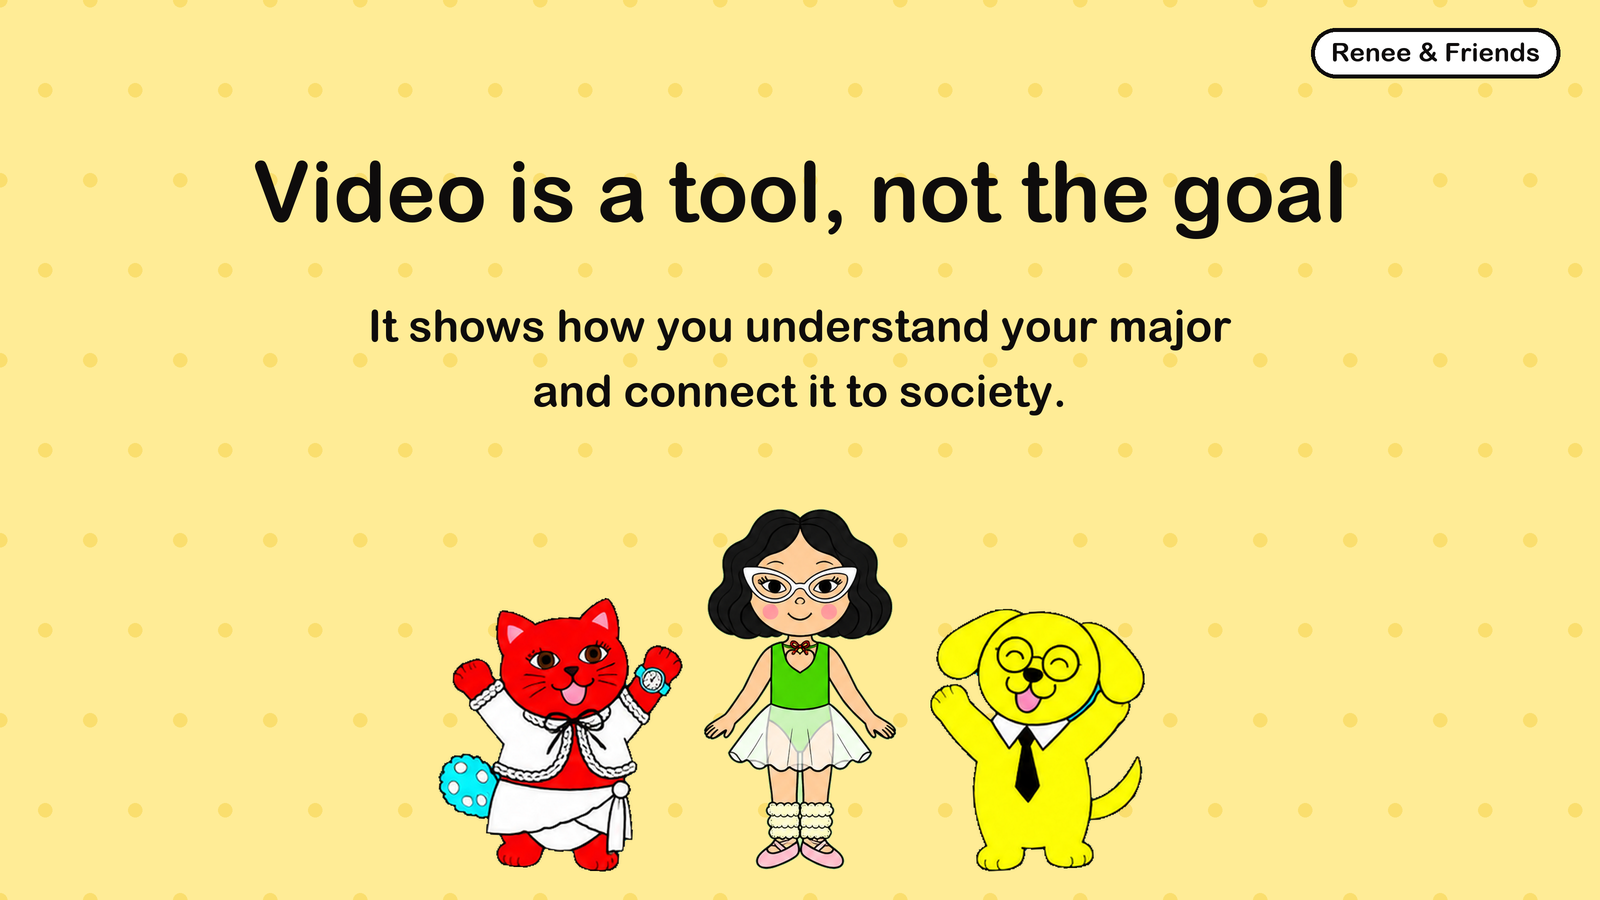 Renee & Friends
Video is a tool, not the goal
It shows how you understand your major
and connect it to society.